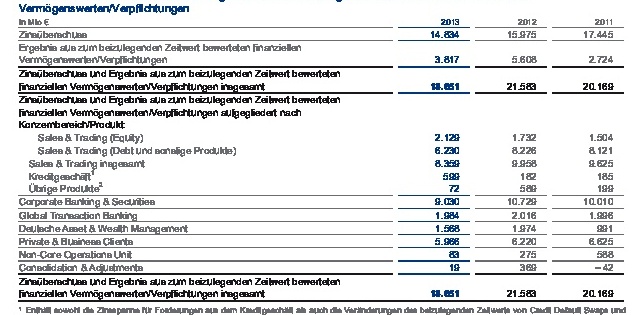 Vermögenswerten/Verpflichtungen
in Mio € 2013 2012 2011
Zinsüberschuss 14.834 15.975 17.445
Ergebnis aus zum beizulegenden Zeitwert bewerteten finanziellen
Vermögenswerten/Verpflichtungen 3.817 5.608 2.724
Zinsüberschuss und Ergebnis aus zum beizulegenden Zeitwert bewerteten
finanziellen Vermögenswerten/Verpflichtungen insgesamt 18.651 21.583 20.169
Zinsüberschuss und Ergebnis aus zum beizulegenden Zeitwert bewerteten
finanziellen Vermögenswerten/Verpflichtungen aufgegliedert nach
Konzernbereich/Produkt:
Sales & Trading (Equity) 2.129 1.732 1.504
Sales & Trading (Debt und sonstige Produkte) 6.230 8.226 8.121
Sales & Trading insgesamt 8.359 9.958 9.625
Kreditgeschäft¹ 599 182 185
Übrige Produkte² 72 589 199
Corporate Banking & Securities 9.030 10.729 10.010
Global Transaction Banking 1.984 2.016 1.996
Deutsche Asset & Wealth Management 1.568 1.974 991
Private & Business Clients 5.966 6.220 6.625
Non-Core Operations Unit 83 275 588
Consolidation & Adjustments 19 369 – 42
Zinsüberschuss und Ergebnis aus zum beizulegenden Zeitwert bewerteten
finanziellen Vermögenswerten/Verpflichtungen insgesamt 18.651 21.583 20.169
¹ Enthält sowohl die Zinsspanne für Forderungen aus dem Kreditgeschäft als auch die Veränderungen des beizulegenden Zeitwerts von Credit Default Swaps und